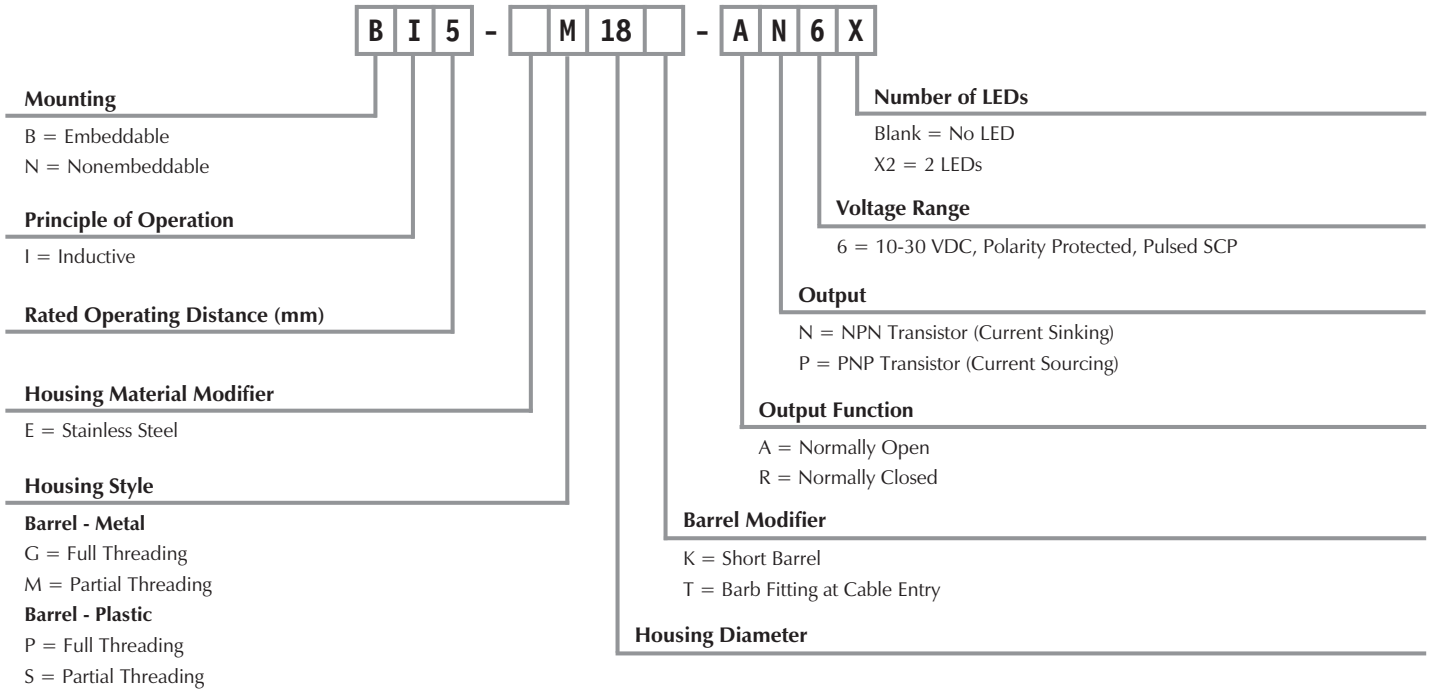 B I 5 - M 18 - A N 6 X
Mounting
B = Embeddable
N = Nonembeddable
Principle of Operation
I = Inductive
Rated Operating Distance (mm)
Housing Material Modifier
E = Stainless Steel
Housing Style
Barrel - Metal
G = Full Threading
M = Partial Threading
Barrel - Plastic
P = Full Threading
S = Partial Threading
Number of LEDs
Blank = No LED
X2 = 2 LEDs
Voltage Range
6 = 10-30 VDC, Polarity Protected, Pulsed SCP
Output
N = NPN Transistor (Current Sinking)
P = PNP Transistor (Current Sourcing)
Output Function
A = Normally Open
R = Normally Closed
Barrel Modifier
K = Short Barrel
T = Barb Fitting at Cable Entry
Housing Diameter